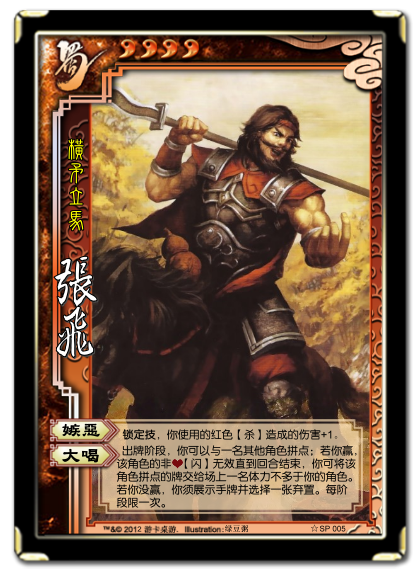 蜀
橫矛立馬
張飛
嫉惡
锁定技，你使用的红色【杀】造成的伤害+1。
大喝
出牌阶段，你可以与一名其他角色拼点；若你赢，
该角色的非❤【闪】无效直到回合结束，你可将该
角色拼点的牌交给场上一名体力不多于你的角色。
若你没赢，你须展示手牌并选择一张弃置。每阶
段限一次。
™&© 2012 游卡桌游. Illustration:绿豆粥
☆SP 005